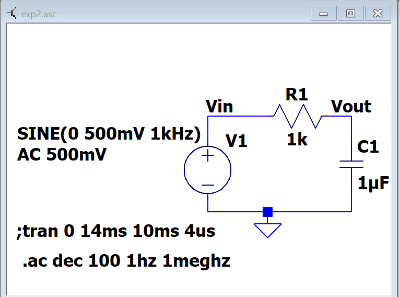 exp2.asc
R1
Vin
Vout
SINE(0 500mV 1kHz)
V1
1k
C1
AC 500mV
1µF
;tran 0 14ms 10ms 4us
.ac dec 100 1hz 1meghz